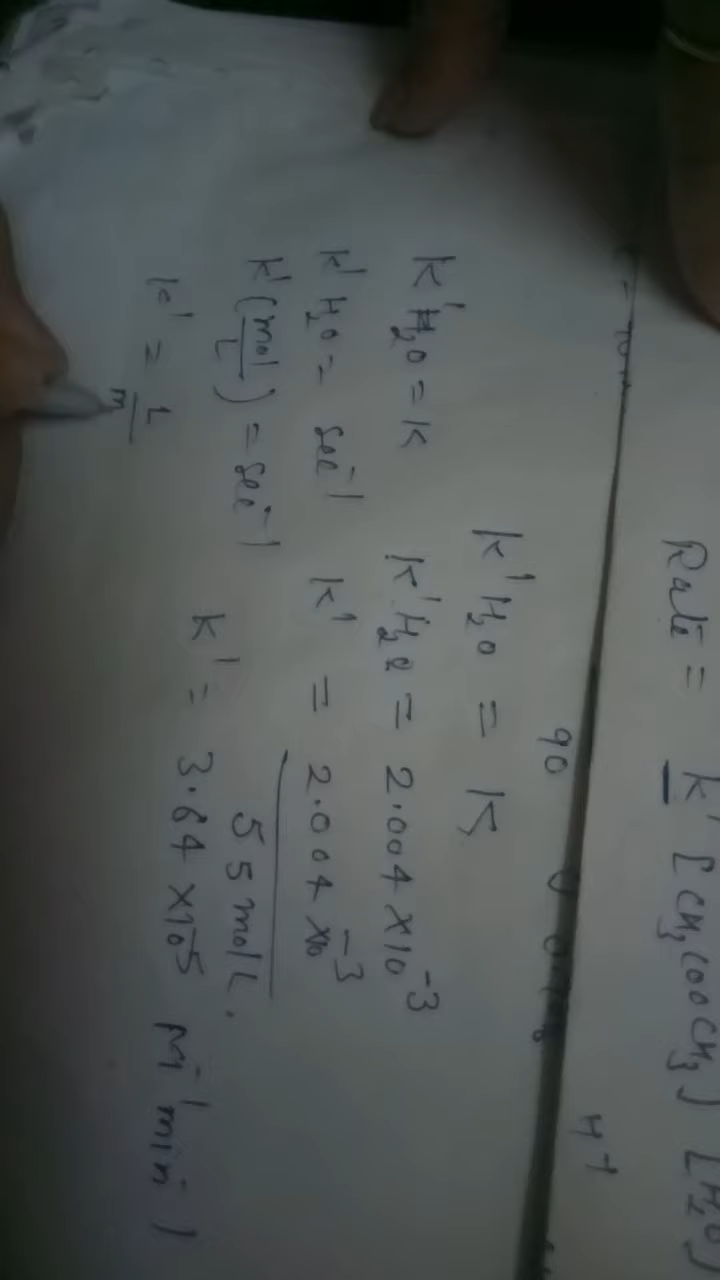 Rate = k' [CH₃COOCH₃] [H₂O]
H⁺
90
k' H₂O = K
k' H₂O = 2.004 × 10⁻³
k' = 2.004 × 10⁻³
55 mol L.
k' = 3.64 × 10⁻⁵ M⁻¹ min⁻¹
k' H₂O = K
k' H₂O = sec⁻¹
k' (mol/L) = sec⁻¹
k' = L/m